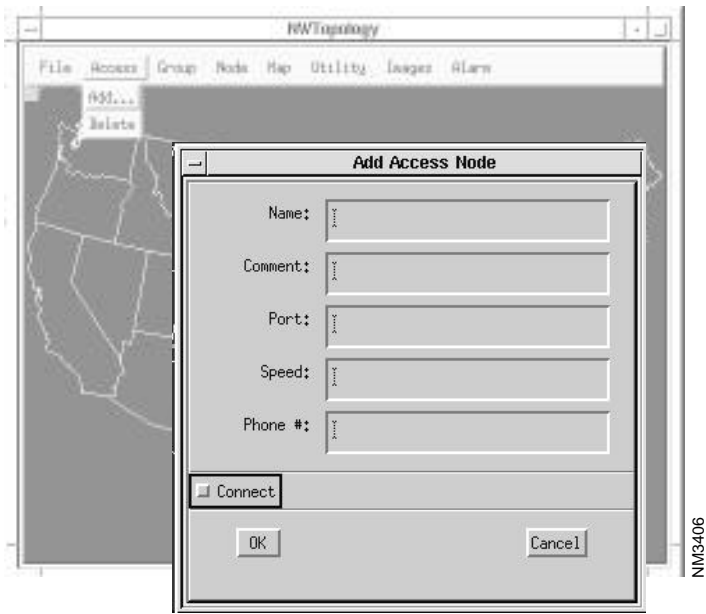 NWTopology
File Access Group Node Map Utility Images Alarm
Add...
Delete
Add Access Node
Name:
Comment:
Port:
Speed:
Phone #:
Connect
OK Cancel
NM3406